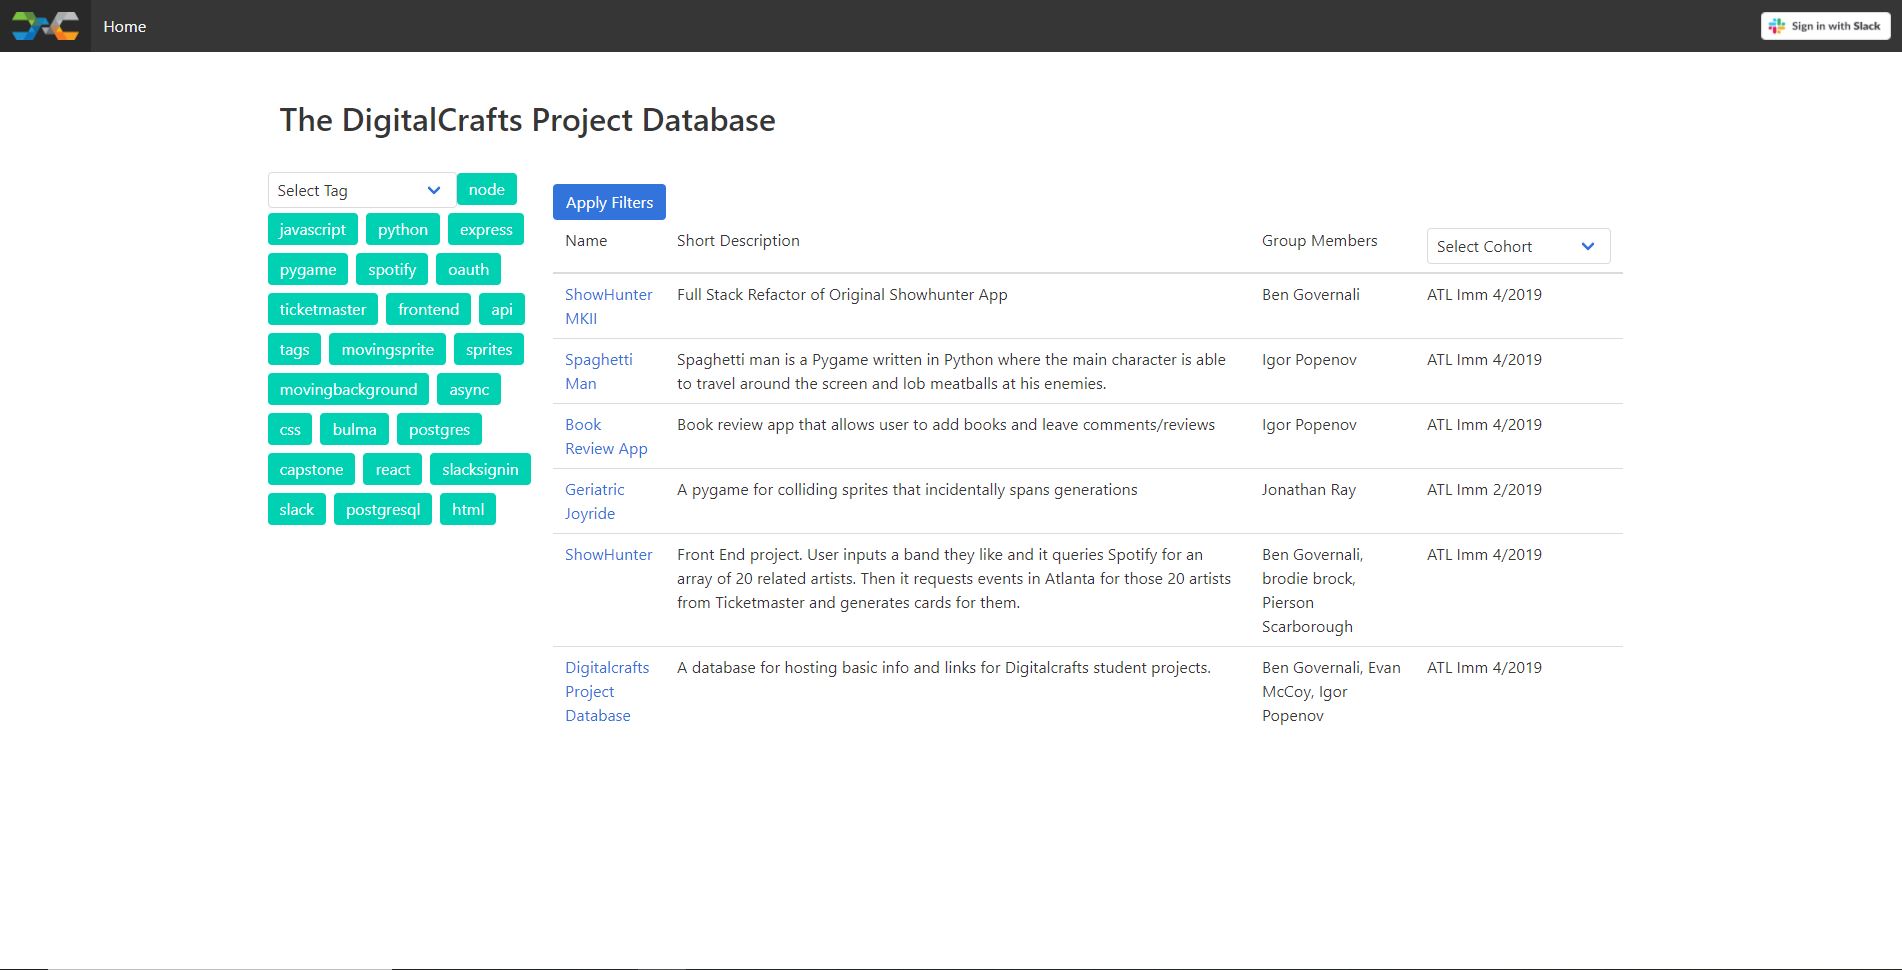 Home
Sign in with Slack
The DigitalCrafts Project Database
Select Tag
node
javascript python express
pygame spotify oauth
ticketmaster frontend api
tags movingsprite sprites
movingbackground async
css bulma postgres
capstone react slacksignin
slack postgresql html
Apply Filters
Name Short Description Group Members Select Cohort
ShowHunter Full Stack Refactor of Original Showhunter App Ben Governali ATL Imm 4/2019
MKII
Spaghetti Spaghetti man is a Pygame written in Python where the main character is able Igor Popenov ATL Imm 4/2019
Man to travel around the screen and lob meatballs at his enemies.
Book Book review app that allows user to add books and leave comments/reviews Igor Popenov ATL Imm 4/2019
Review App
Geriatric A pygame for colliding sprites that incidentally spans generations Jonathan Ray ATL Imm 2/2019
Joyride
ShowHunter Front End project. User inputs a band they like and it queries Spotify for an Ben Governali, ATL Imm 4/2019
array of 20 related artists. Then it requests events in Atlanta for those 20 artists brodie brock,
from Ticketmaster and generates cards for them. Pierson
Scarborough
Digitalcrafts A database for hosting basic info and links for Digitalcrafts student projects. Ben Governali, Evan ATL Imm 4/2019
Project McCoy, Igor
Database Popenov